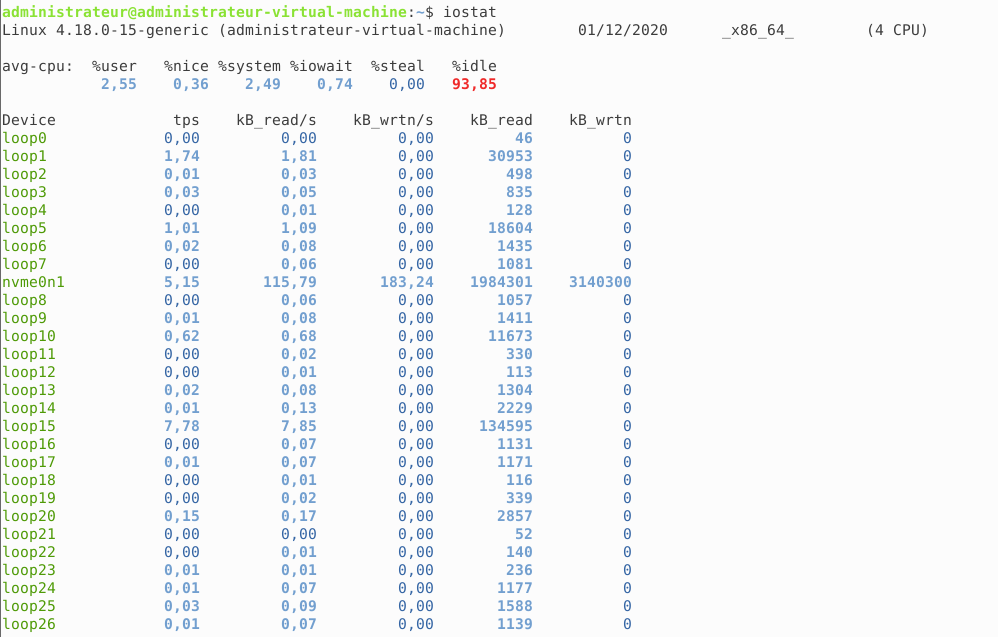 administrateur@administrateur-virtual-machine:~$ iostat
Linux 4.18.0-15-generic (administrateur-virtual-machine) 01/12/2020 _x86_64_ (4 CPU)
avg-cpu: %user %nice %system %iowait %steal %idle
2,55 0,36 2,49 0,74 0,00 93,85
Device tps kB_read/s kB_wrtn/s kB_read kB_wrtn
loop0 0,00 0,00 0,00 46 0
loop1 1,74 1,81 0,00 30953 0
loop2 0,01 0,03 0,00 498 0
loop3 0,03 0,05 0,00 835 0
loop4 0,00 0,01 0,00 128 0
loop5 1,01 1,09 0,00 18604 0
loop6 0,02 0,08 0,00 1435 0
loop7 0,00 0,06 0,00 1081 0
nvme0n1 5,15 115,79 183,24 1984301 3140300
loop8 0,00 0,06 0,00 1057 0
loop9 0,01 0,08 0,00 1411 0
loop10 0,62 0,68 0,00 11673 0
loop11 0,00 0,02 0,00 330 0
loop12 0,00 0,01 0,00 113 0
loop13 0,02 0,08 0,00 1304 0
loop14 0,01 0,13 0,00 2229 0
loop15 7,78 7,85 0,00 134595 0
loop16 0,00 0,07 0,00 1131 0
loop17 0,01 0,07 0,00 1171 0
loop18 0,00 0,01 0,00 116 0
loop19 0,00 0,02 0,00 339 0
loop20 0,15 0,17 0,00 2857 0
loop21 0,00 0,00 0,00 52 0
loop22 0,00 0,01 0,00 140 0
loop23 0,01 0,01 0,00 236 0
loop24 0,01 0,07 0,00 1177 0
loop25 0,03 0,09 0,00 1588 0
loop26 0,01 0,07 0,00 1139 0